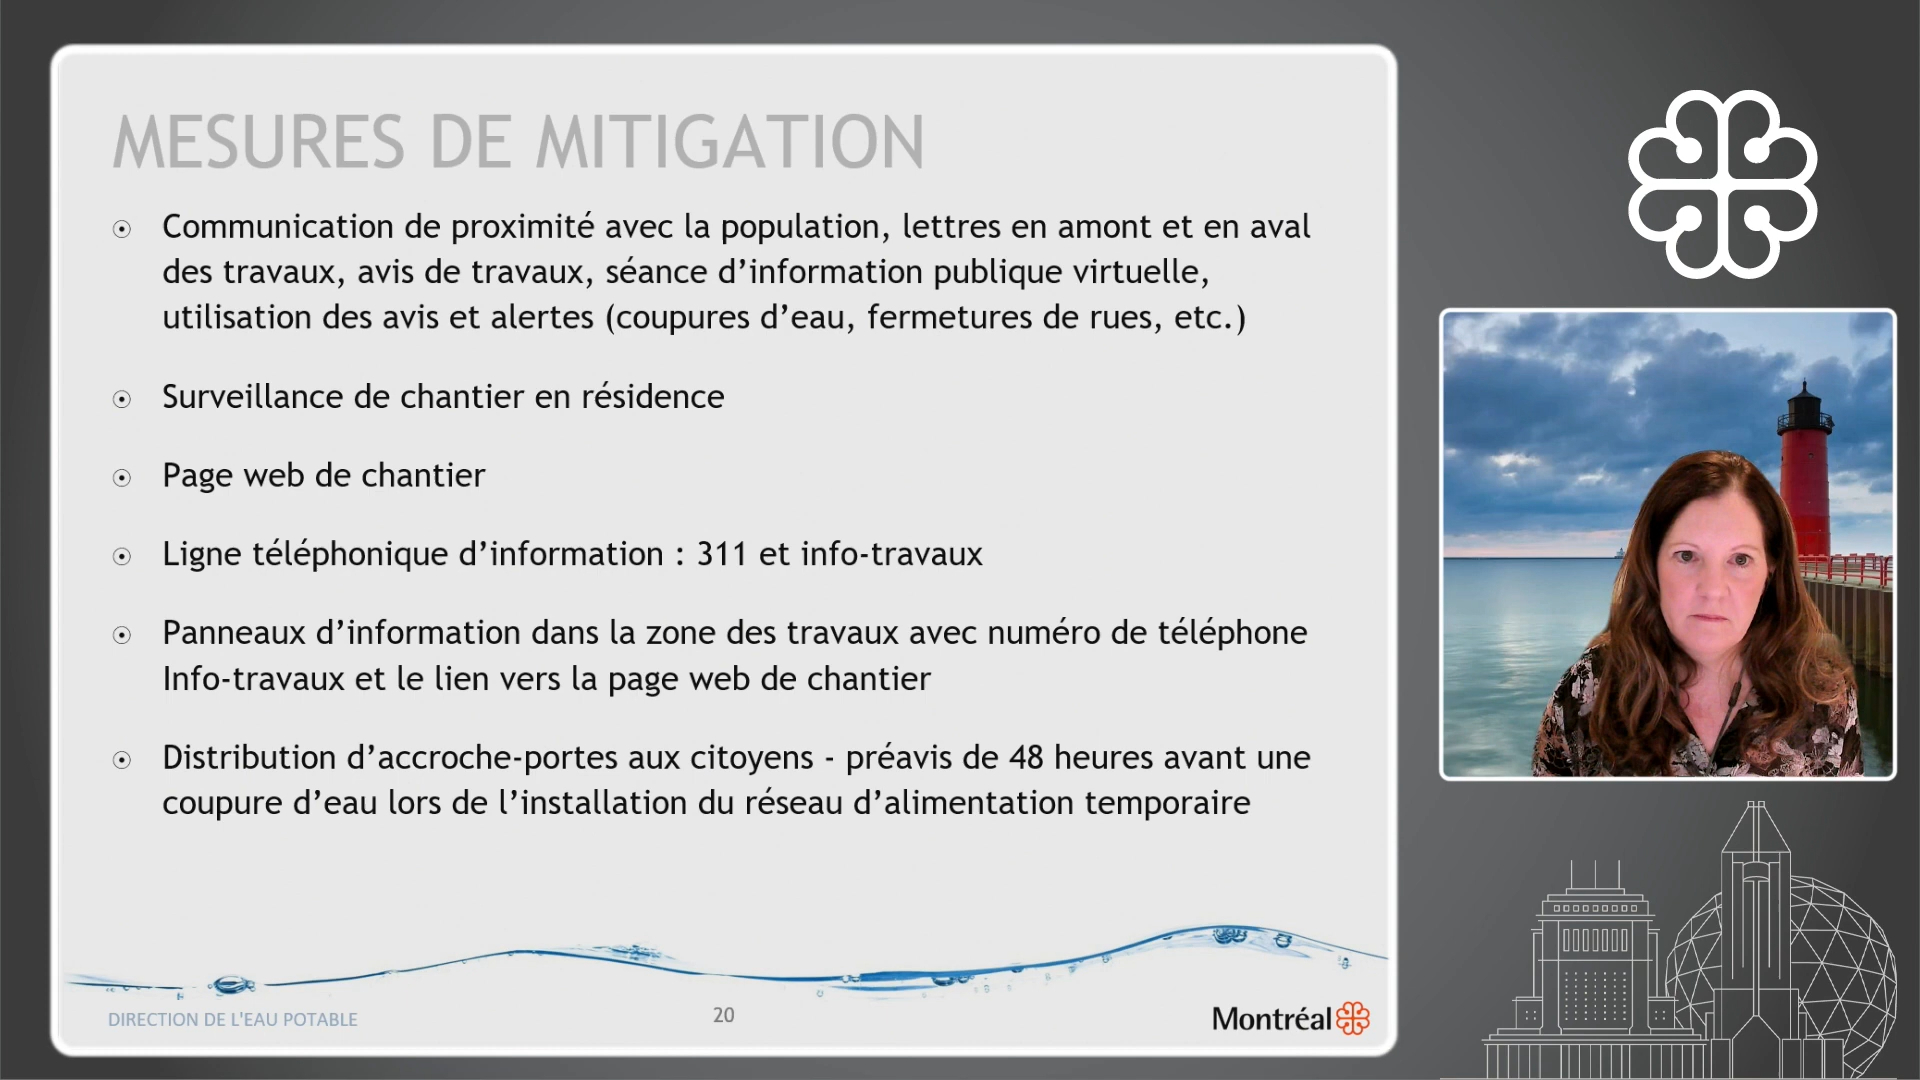 MESURES DE MITIGATION
Communication de proximité avec la population, lettres en amont et en aval
des travaux, avis de travaux, séance d’information publique virtuelle,
utilisation des avis et alertes (coupures d’eau, fermetures de rues, etc.)
Surveillance de chantier en résidence
Page web de chantier
Ligne téléphonique d’information : 311 et info-travaux
Panneaux d’information dans la zone des travaux avec numéro de téléphone
Info-travaux et le lien vers la page web de chantier
Distribution d’accroche-portes aux citoyens - préavis de 48 heures avant une
coupure d’eau lors de l’installation du réseau d’alimentation temporaire
DIRECTION DE L'EAU POTABLE
20
Montréal